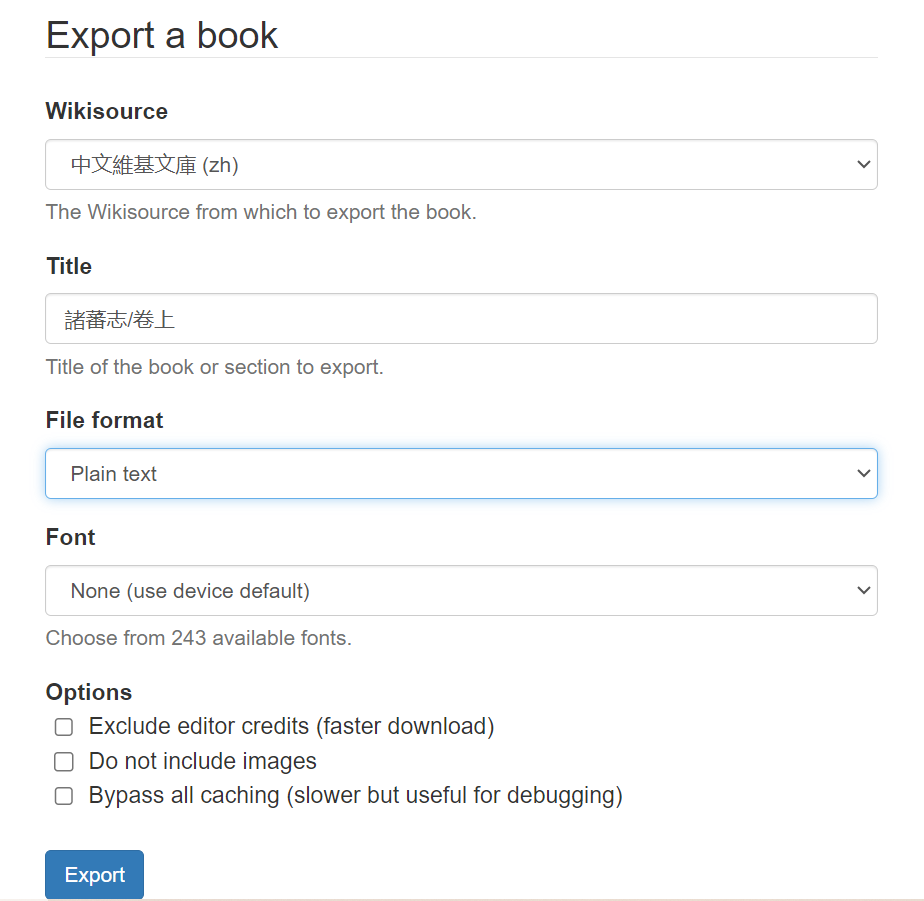 Export a book
Wikisource
中文維基文庫 (zh)
The Wikisource from which to export the book.
Title
諸蕃志/卷上
Title of the book or section to export.
File format
Plain text
Font
None (use device default)
Choose from 243 available fonts.
Options
Exclude editor credits (faster download)
Do not include images
Bypass all caching (slower but useful for debugging)
Export